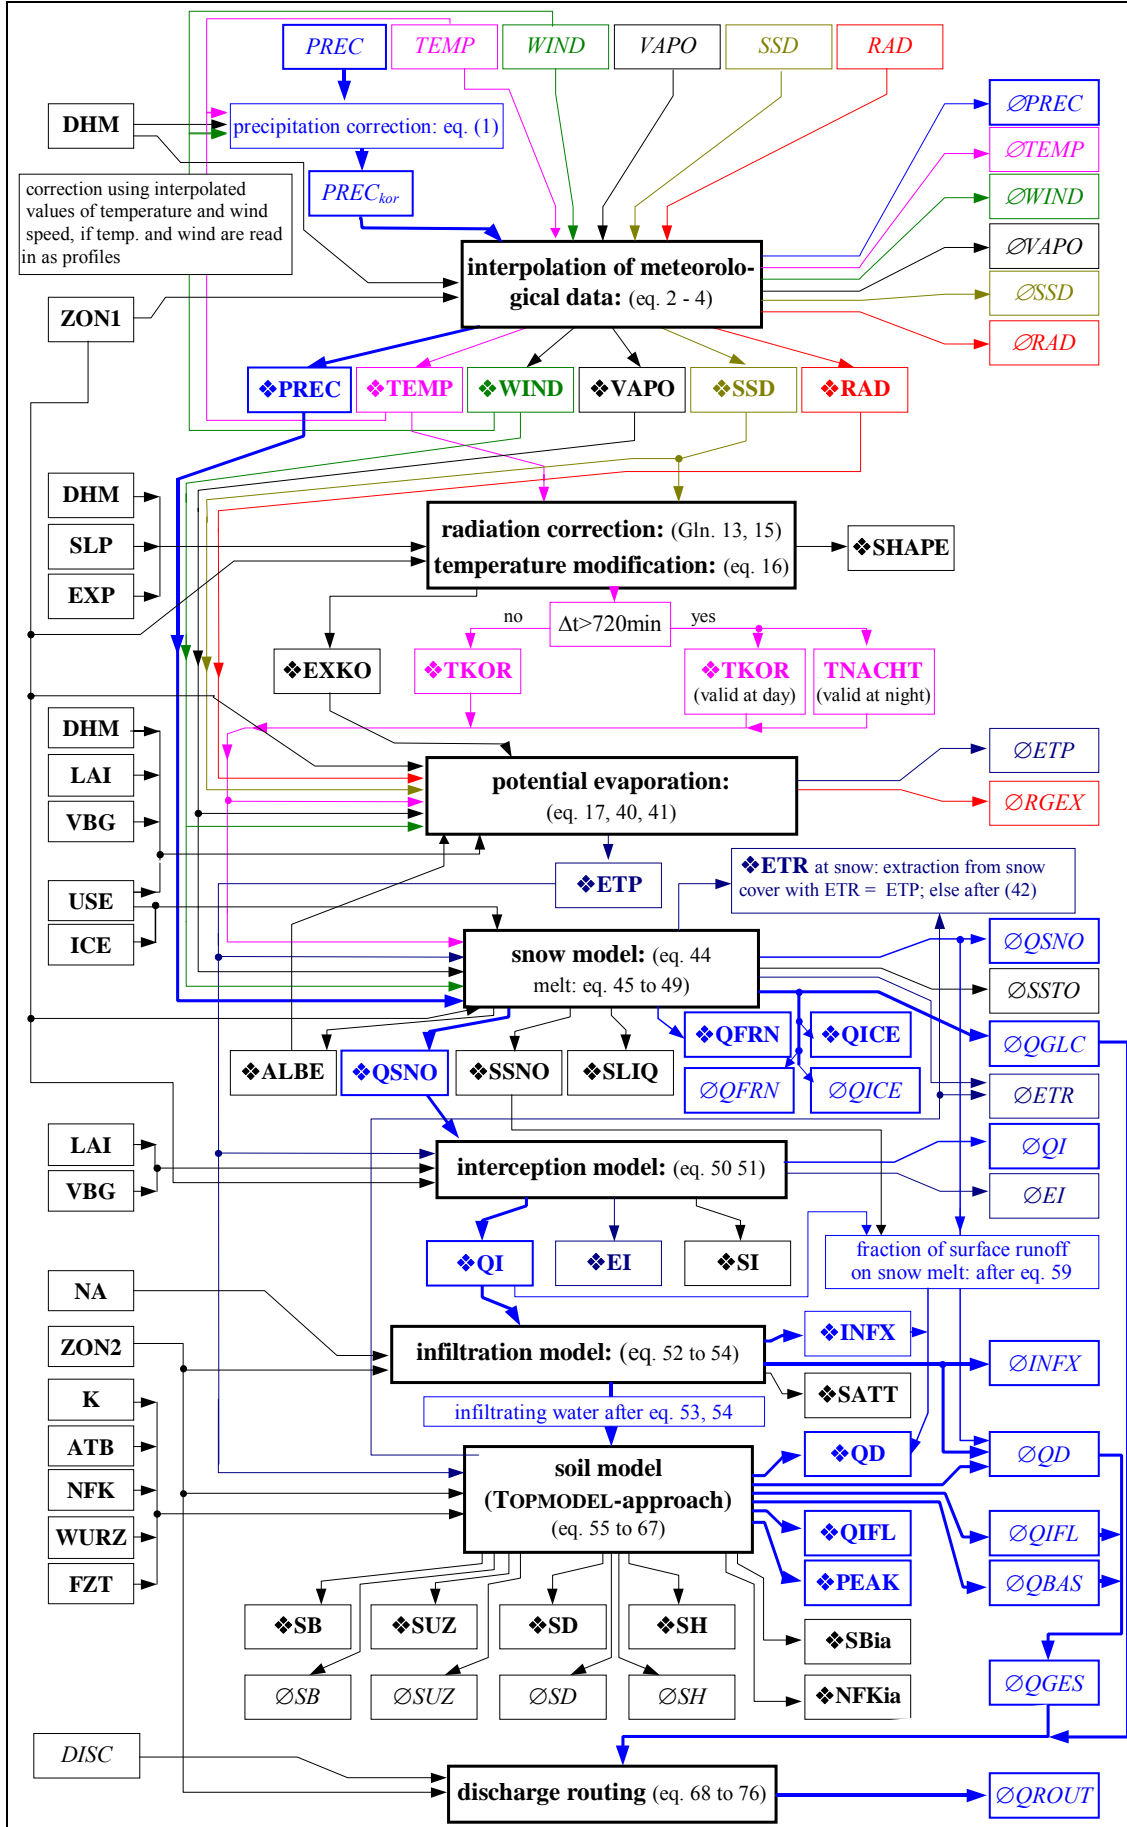 PREC
TEMP
WIND
VAPO
SSD
RAD
∅PREC
DHM
precipitation correction: eq. (1)
∅TEMP
PREC_kor
∅WIND
correction using interpolated
values of temperature and wind
speed, if temp. and wind are read
in as profiles
∅VAPO
interpolation of meteorolo-
gical data: (eq. 2 - 4)
∅SSD
ZON1
∅RAD
❖PREC
❖TEMP
❖WIND
❖VAPO
❖SSD
❖RAD
DHM
SLP
EXP
radiation correction: (Gln. 13, 15)
temperature modification: (eq. 16)
❖SHAPE
no
Δt>720min
yes
❖EXKO
❖TKOR
❖TKOR
(valid at day)
TNACHT
(valid at night)
DHM
LAI
VBG
potential evaporation:
(eq. 17, 40, 41)
∅ETP
∅RGEX
❖ETP
❖ETR at snow: extraction from snow
cover with ETR = ETP; else after (42)
USE
ICE
snow model: (eq. 44
melt: eq. 45 to 49)
∅QSNO
∅SSTO
❖QFRN
❖QICE
∅QGLC
❖ALBE
❖QSNO
❖SSNO
❖SLIQ
∅QFRN
∅QICE
∅ETR
LAI
VBG
interception model: (eq. 50 51)
∅QI
∅EI
❖QI
❖EI
❖SI
fraction of surface runoff
on snow melt: after eq. 59
NA
ZON2
❖INFX
infiltration model: (eq. 52 to 54)
∅INFX
K
❖SATT
infiltrating water after eq. 53, 54
ATB
NFK
WURZ
FZT
soil model
(TOPMODEL-approach)
(eq. 55 to 67)
❖QD
∅QD
❖QIFL
∅QIFL
❖PEAK
∅QBAS
❖SB
❖SUZ
❖SD
❖SH
❖SBia
∅SB
∅SUZ
∅SD
∅SH
❖NFKia
∅QGES
DISC
discharge routing (eq. 68 to 76)
∅QROUT